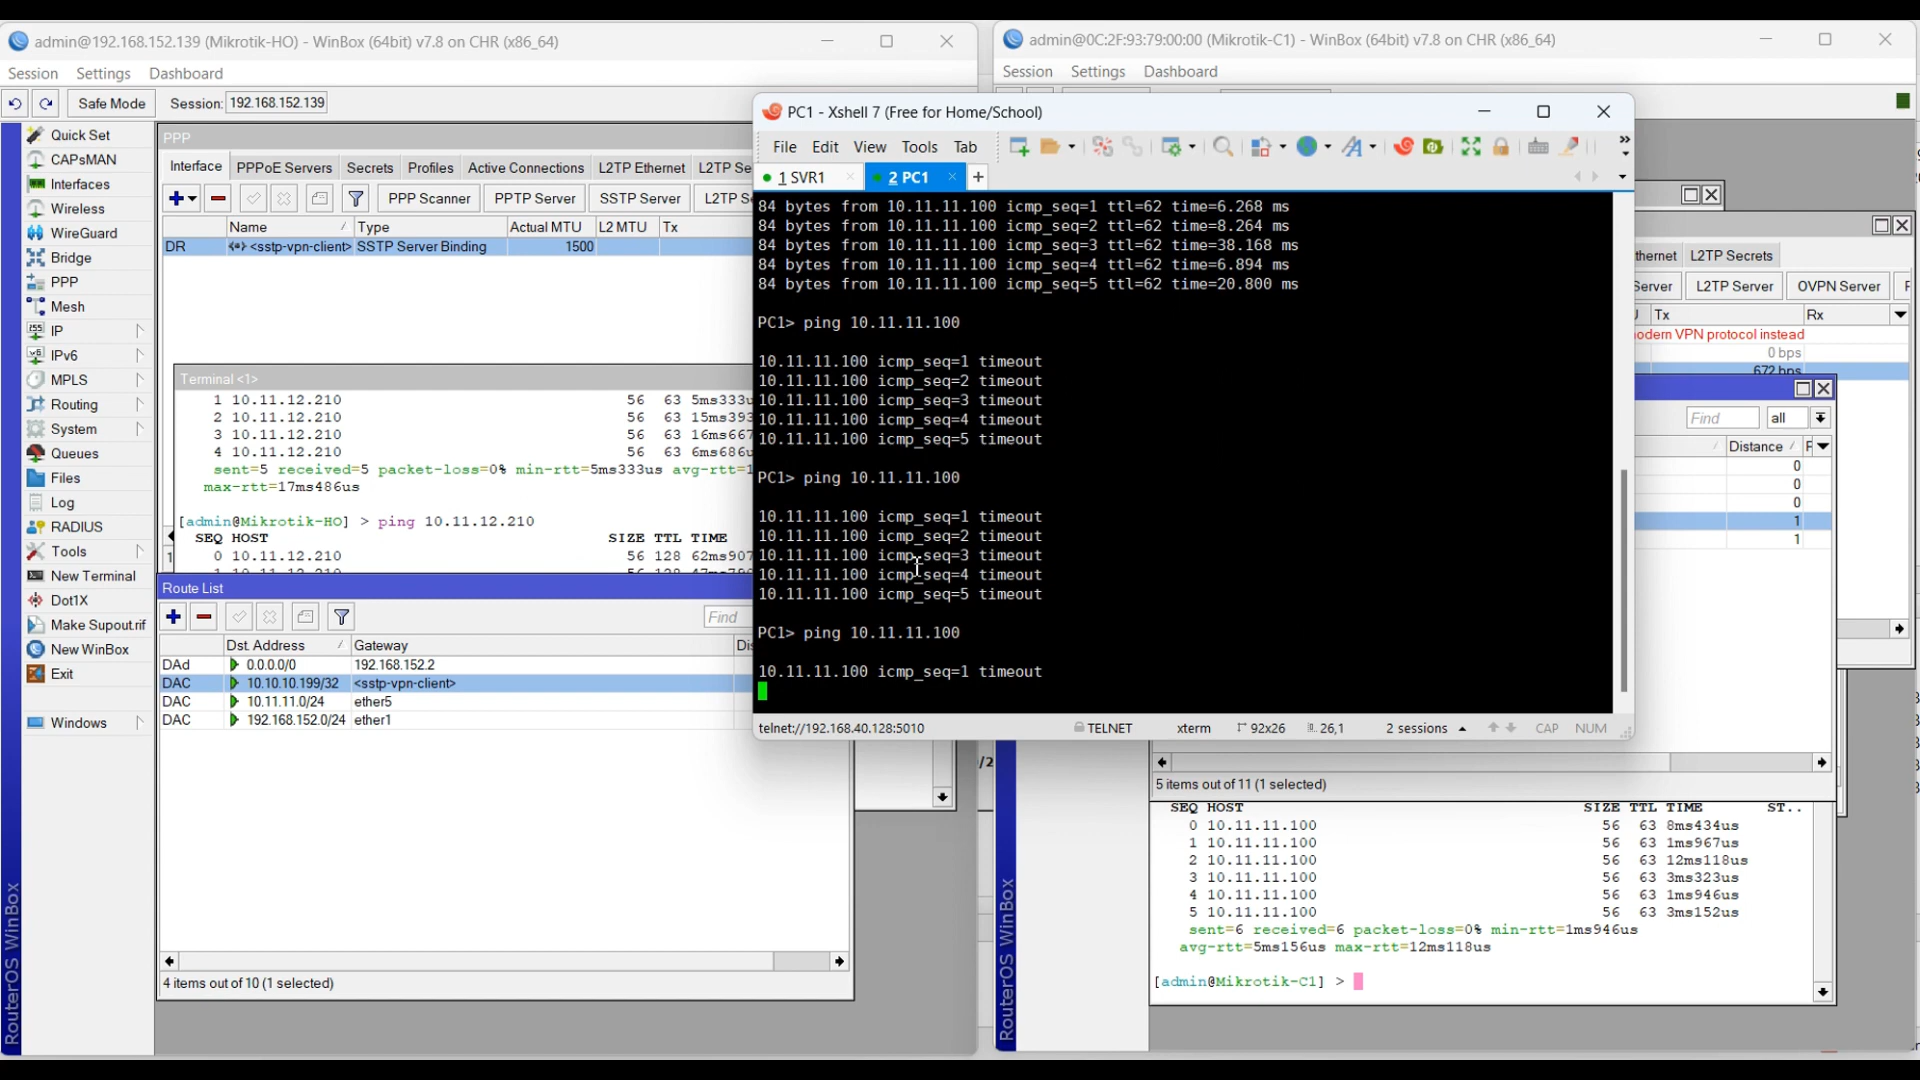 admin@192.168.152.139 (Mikrotik-HO) - WinBox (64bit) v7.8 on CHR (x86_64)
Session Settings Dashboard
Safe Mode Session: 192.168.152.139
Quick Set
CAPsMAN
Interfaces
Wireless
WireGuard
Bridge
PPP
Mesh
IP
IPv6
MPLS
Routing
System
Queues
Files
Log
RADIUS
Tools
New Terminal
Dot1X
Make Supout.rif
New WinBox
Exit
Windows
RouterOS WinBox
PPP
Interface PPPoE Servers Secrets Profiles Active Connections L2TP Ethernet L2TP Se
PPP Scanner PPTP Server SSTP Server L2TP S
Name Type Actual MTU L2 MTU Tx
DR <sstp-vpn-client> SSTP Server Binding 1500
Terminal <1>
1 10.11.12.210 56 63 5ms333u
2 10.11.12.210 56 63 15ms393
3 10.11.12.210 56 63 16ms667
4 10.11.12.210 56 63 6ms686u
sent=5 received=5 packet-loss=0% min-rtt=5ms333us avg-rtt=1
max-rtt=17ms486us
[admin@Mikrotik-HO] > ping 10.11.12.210
SEQ HOST SIZE TTL TIME
0 10.11.12.210 56 128 62ms907
Route List
Find
Dst. Address Gateway Dis
DAd 0.0.0.0/0 192.168.152.2
DAC 10.10.10.199/32 <sstp-vpn-client>
DAC 10.11.11.0/24 ether5
DAC 192.168.152.0/24 ether1
4 items out of 10 (1 selected)
admin@0C:2F:93:79:00:00 (Mikrotik-C1) - WinBox (64bit) v7.8 on CHR (x86_64)
Session Settings Dashboard
PC1 - Xshell 7 (Free for Home/School)
File Edit View Tools Tab
1 SVR1 2 PC1
84 bytes from 10.11.11.100 icmp_seq=1 ttl=62 time=6.268 ms
84 bytes from 10.11.11.100 icmp_seq=2 ttl=62 time=8.264 ms
84 bytes from 10.11.11.100 icmp_seq=3 ttl=62 time=38.168 ms
84 bytes from 10.11.11.100 icmp_seq=4 ttl=62 time=6.894 ms
84 bytes from 10.11.11.100 icmp_seq=5 ttl=62 time=20.800 ms
PC1> ping 10.11.11.100
10.11.11.100 icmp_seq=1 timeout
10.11.11.100 icmp_seq=2 timeout
10.11.11.100 icmp_seq=3 timeout
10.11.11.100 icmp_seq=4 timeout
10.11.11.100 icmp_seq=5 timeout
PC1> ping 10.11.11.100
10.11.11.100 icmp_seq=1 timeout
10.11.11.100 icmp_seq=2 timeout
10.11.11.100 icmp_seq=3 timeout
10.11.11.100 icmp_seq=4 timeout
10.11.11.100 icmp_seq=5 timeout
PC1> ping 10.11.11.100
10.11.11.100 icmp_seq=1 timeout
telnet://192.168.40.128:5010 TELNET xterm 92x26 26,1 2 sessions CAP NUM
hernet L2TP Secrets
Server L2TP Server OVPN Server
Tx Rx
odern VPN protocol instead
0 bps
672 bps
Find all
Distance
0
0
0
1
1
/2
5 items out of 11 (1 selected)
SEQ HOST SIZE TTL TIME ST..
0 10.11.11.100 56 63 8ms434us
1 10.11.11.100 56 63 1ms967us
2 10.11.11.100 56 63 12ms118us
3 10.11.11.100 56 63 3ms323us
4 10.11.11.100 56 63 1ms946us
5 10.11.11.100 56 63 3ms152us
sent=6 received=6 packet-loss=0% min-rtt=1ms946us
avg-rtt=5ms156us max-rtt=12ms118us
[admin@Mikrotik-C1] >
RouterOS WinBox